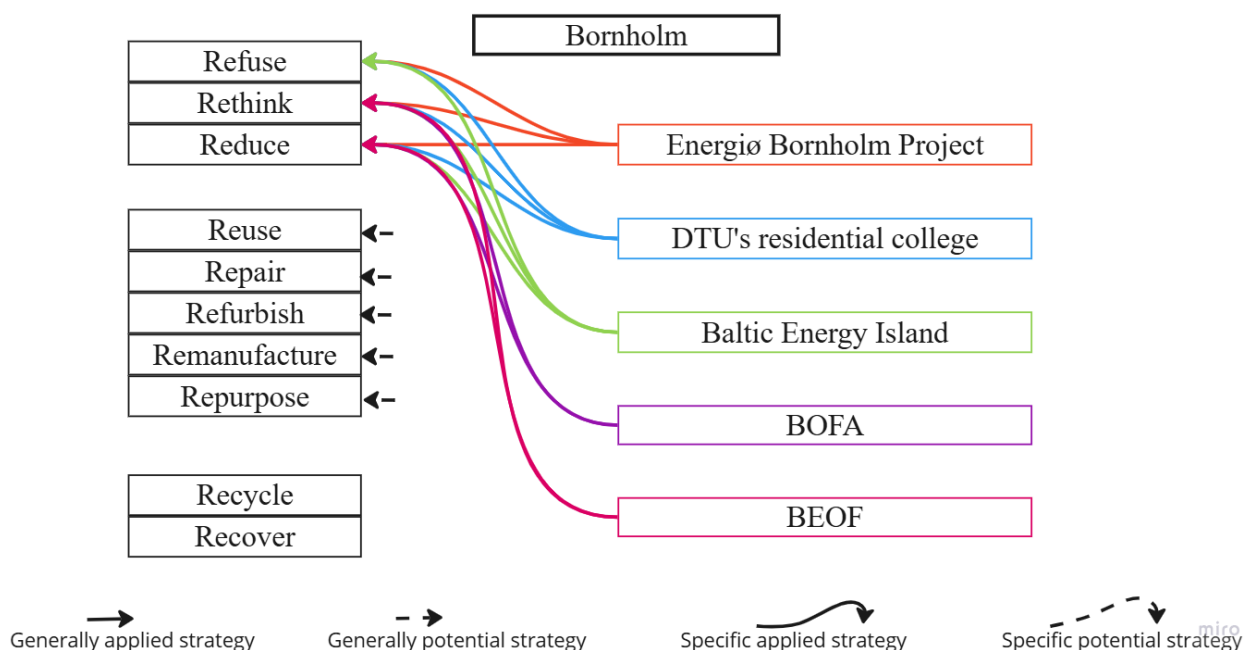 Bornholm
Refuse
Rethink
Reduce
Energiø Bornholm Project
Reuse
DTU's residential college
Repair
Refurbish
Baltic Energy Island
Remanufacture
Repurpose
BOFA
Recycle
BEOF
Recover
Generally applied strategy
Generally potential strategy
Specific applied strategy
Specific potential strategy
miro